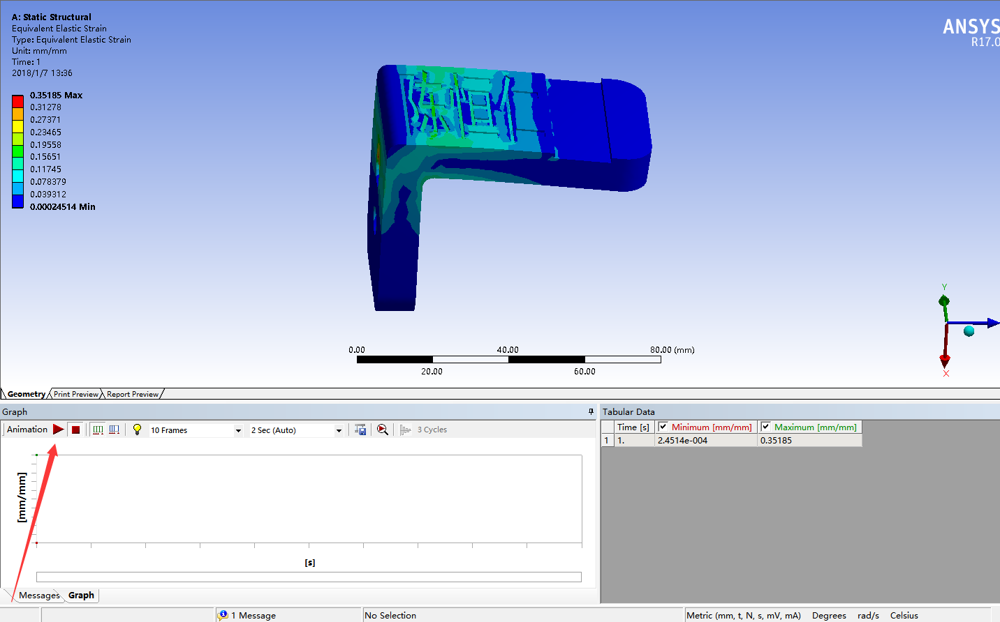 A: Static Structural
Equivalent Elastic Strain
Type: Equivalent Elastic Strain
Unit: mm/mm
Time: 1
2018/1/7 13:36
0.35185 Max
0.31278
0.27371
0.23465
0.19558
0.15651
0.11745
0.078379
0.039312
0.00024514 Min
ANSYS
R17.0
Y
X
0.00 40.00 80.00 (mm)
20.00 60.00
Geometry Print Preview Report Preview
Graph
Animation 10 Frames 2 Sec (Auto) 3 Cycles
[mm/mm]
[s]
Messages Graph
Tabular Data
Time [s] Minimum [mm/mm] Maximum [mm/mm]
1 1. 2.4514e-004 0.35185
1 Message No Selection Metric (mm, t, N, s, mV, mA) Degrees rad/s Celsius